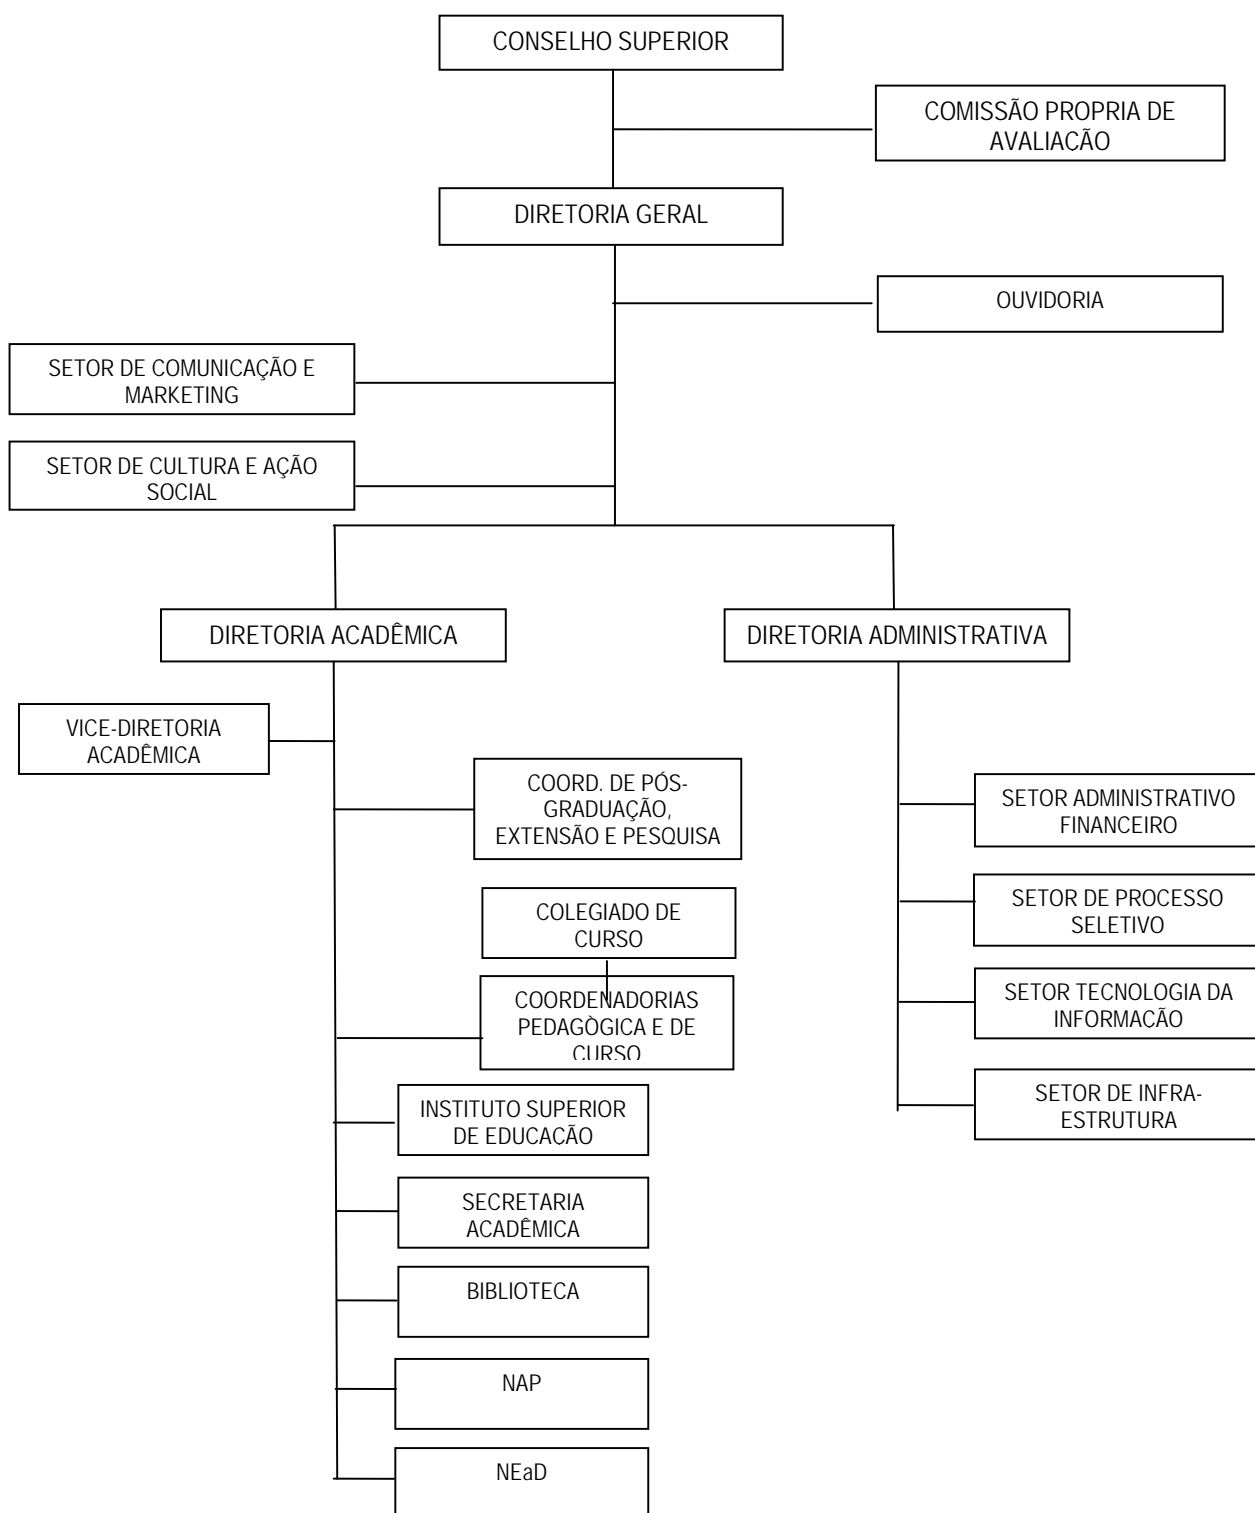 CONSELHO SUPERIOR
COMISSÃO PROPRIA DE
AVALIAÇÃO
DIRETORIA GERAL
OUVIDORIA
SETOR DE COMUNICAÇÃO E
MARKETING
SETOR DE CULTURA E AÇÃO
SOCIAL
DIRETORIA ACADÊMICA
DIRETORIA ADMINISTRATIVA
VICE-DIRETORIA
ACADÊMICA
COORD. DE PÓS-
GRADUAÇÃO,
EXTENSÃO E PESQUISA
SETOR ADMINISTRATIVO
FINANCEIRO
COLEGIADO DE
CURSO
SETOR DE PROCESSO
SELETIVO
COORDENADORIAS
PEDAGÒGICA E DE
CURSO
SETOR TECNOLOGIA DA
INFORMAÇÃO
INSTITUTO SUPERIOR
DE EDUCAÇÃO
SETOR DE INFRA-
ESTRUTURA
SECRETARIA
ACADÊMICA
BIBLIOTECA
NAP
NEaD